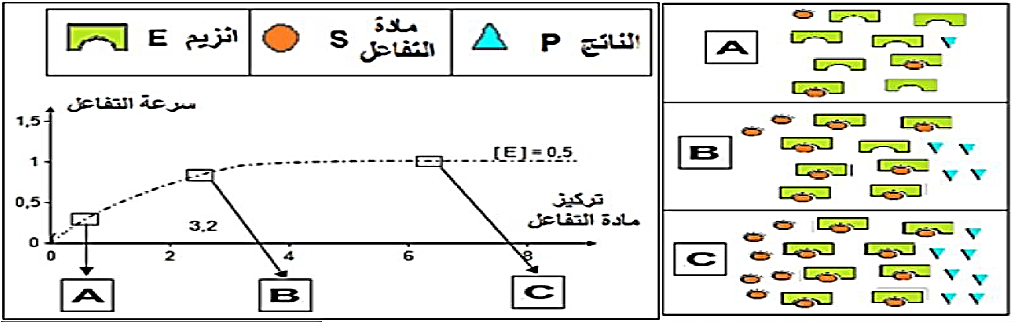 انزيم E
مادة التفاعل S
الناتج P
سرعة التفاعل
1,5
1
0,5
0
[E] = 0,5
تركيز
مادة التفاعل
3,2
0 2 4 6 8
A B C
A
B
C